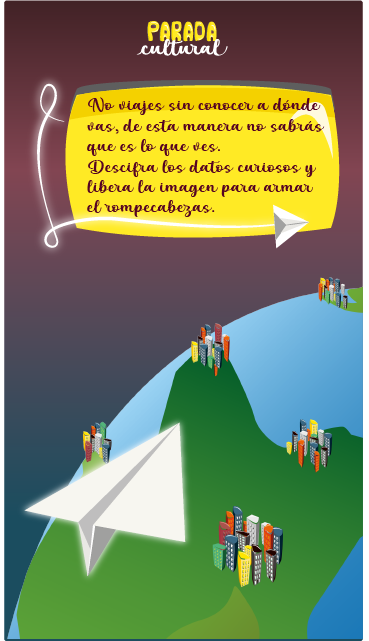 PARADA
cultural
No viajes sin conocer a dónde
vas, de esta manera no sabrás
que es lo que ves.
Descifra los datos curiosos y
libera la imagen para armar
el rompecabezas.